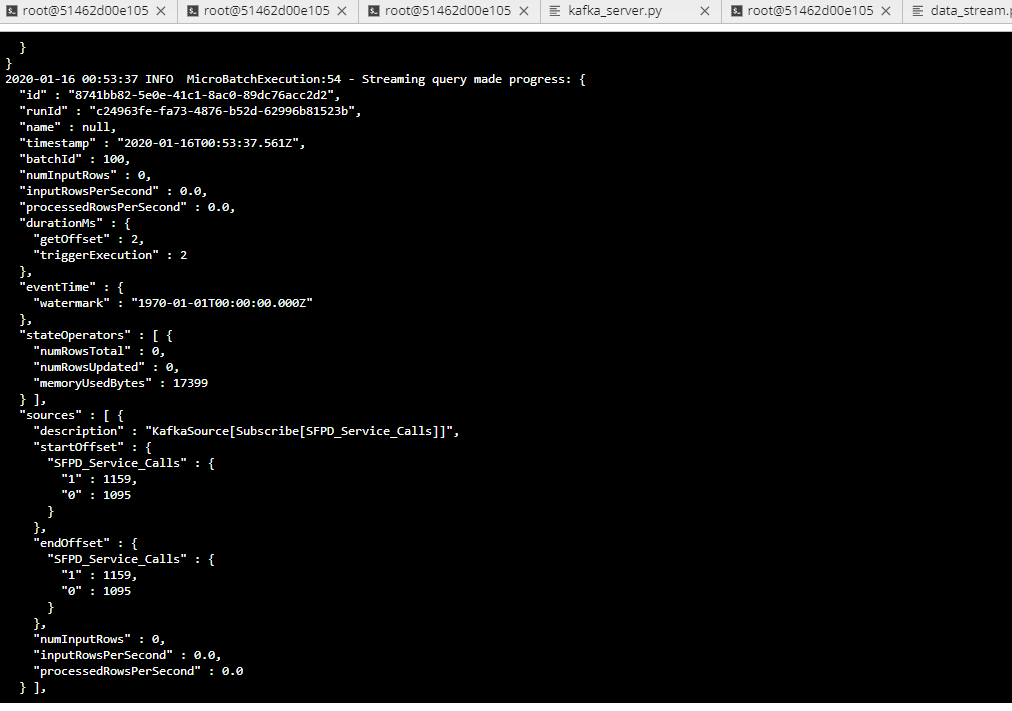 root@51462d00e105 root@51462d00e105 root@51462d00e105 kafka_server.py root@51462d00e105 data_stream.p
}
}
2020-01-16 00:53:37 INFO  MicroBatchExecution:54 - Streaming query made progress: {
  "id" : "8741bb82-5e0e-41c1-8ac0-89dc76acc2d2",
  "runId" : "c24963fe-fa73-4876-b52d-62996b81523b",
  "name" : null,
  "timestamp" : "2020-01-16T00:53:37.561Z",
  "batchId" : 100,
  "numInputRows" : 0,
  "inputRowsPerSecond" : 0.0,
  "processedRowsPerSecond" : 0.0,
  "durationMs" : {
    "getOffset" : 2,
    "triggerExecution" : 2
  },
  "eventTime" : {
    "watermark" : "1970-01-01T00:00:00.000Z"
  },
  "stateOperators" : [ {
    "numRowsTotal" : 0,
    "numRowsUpdated" : 0,
    "memoryUsedBytes" : 17399
  } ],
  "sources" : [ {
    "description" : "KafkaSource[Subscribe[SFPD_Service_Calls]]",
    "startOffset" : {
      "SFPD_Service_Calls" : {
        "1" : 1159,
        "0" : 1095
      }
    },
    "endOffset" : {
      "SFPD_Service_Calls" : {
        "1" : 1159,
        "0" : 1095
      }
    },
    "numInputRows" : 0,
    "inputRowsPerSecond" : 0.0,
    "processedRowsPerSecond" : 0.0
  } ],